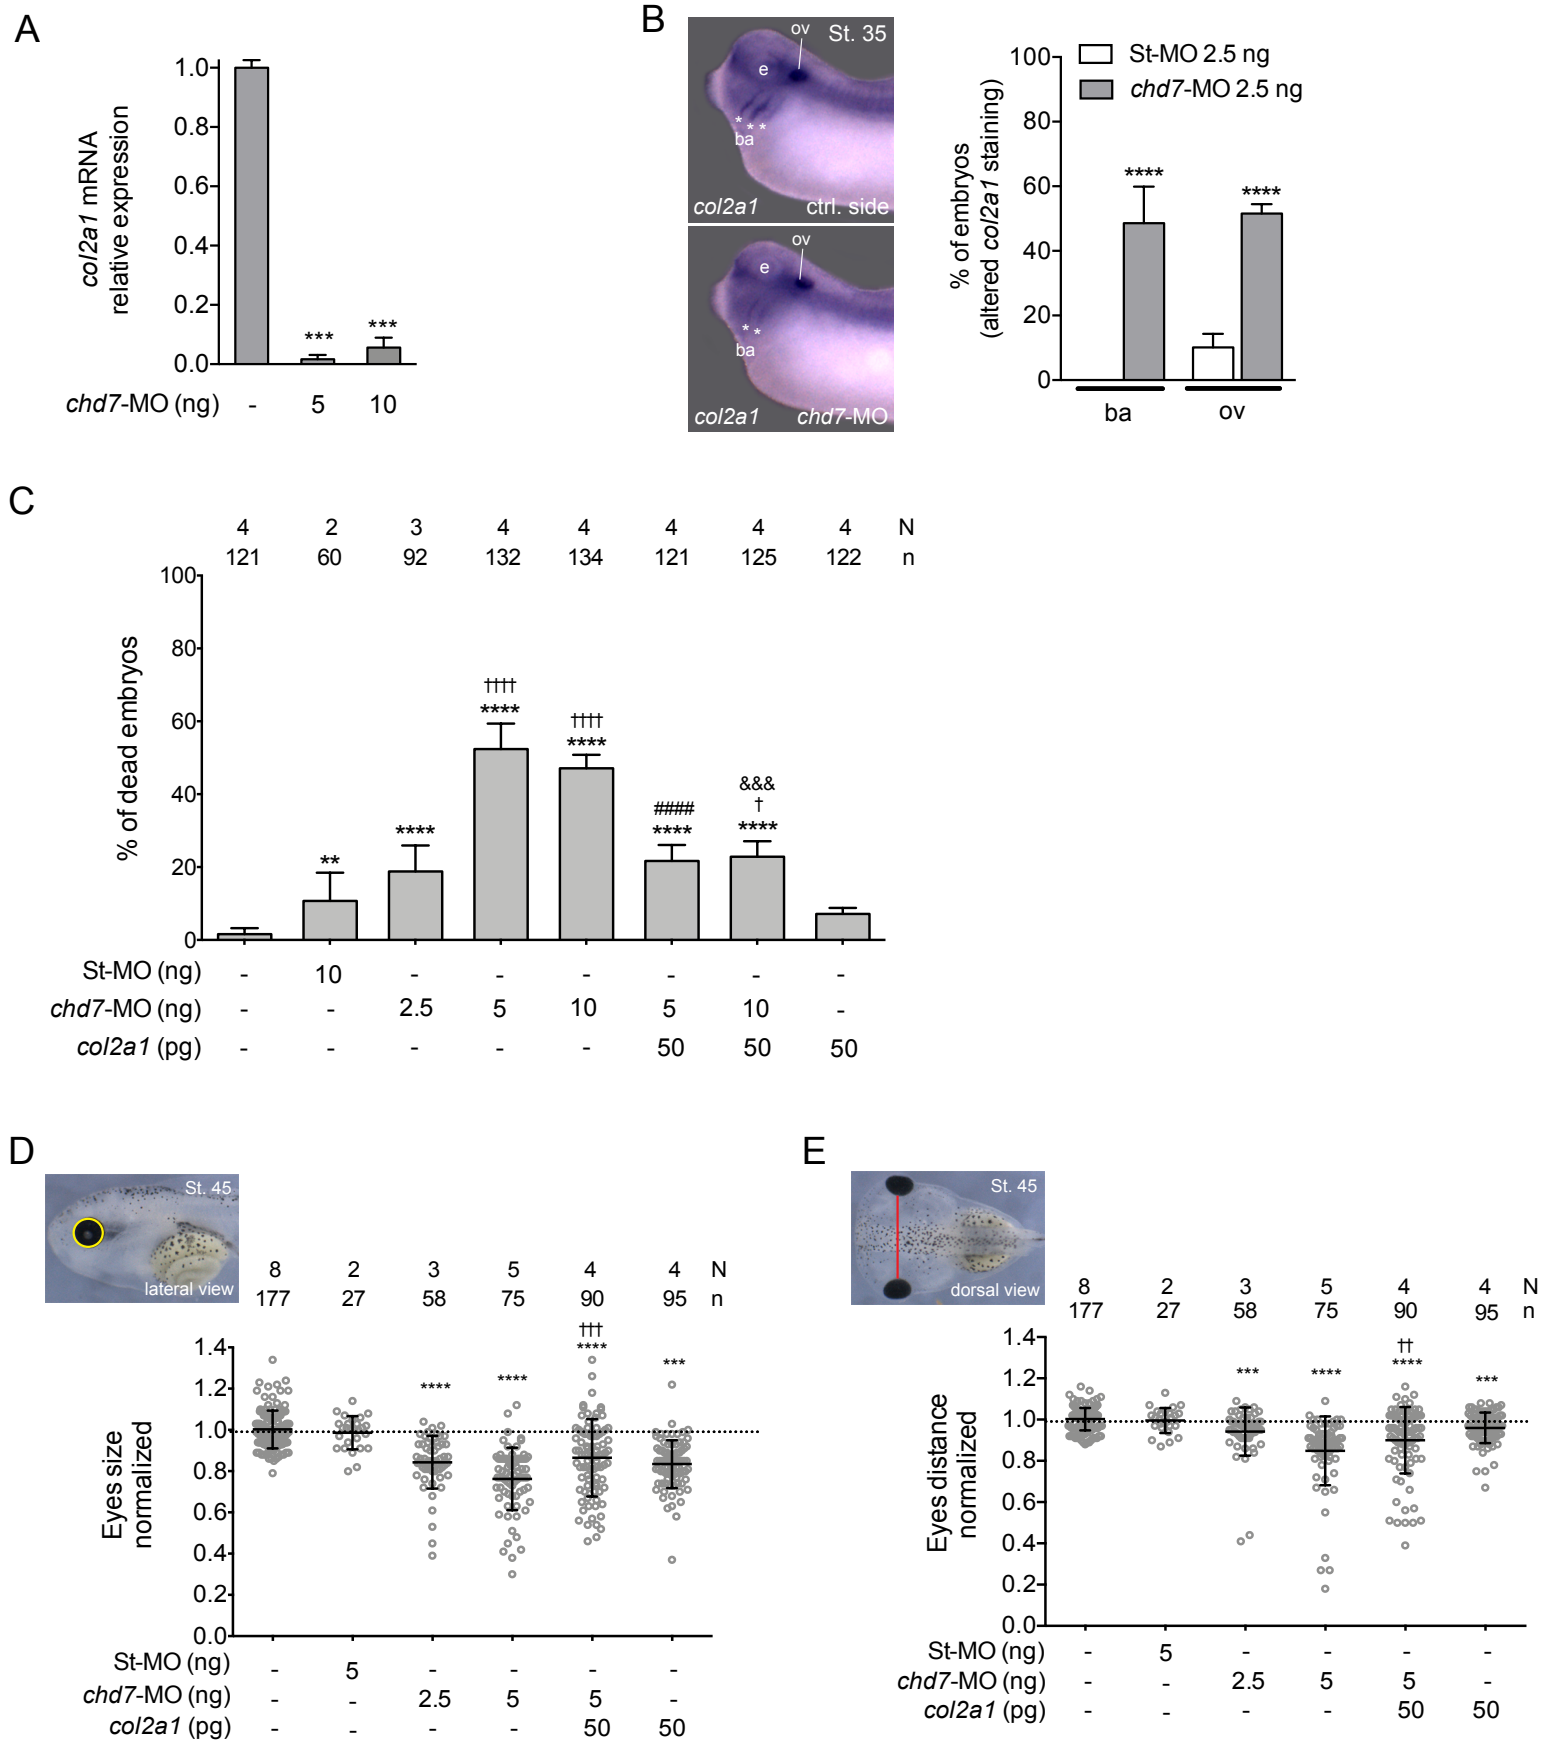 A
col2a1 mRNA
relative expression
1.0
0.8
0.6
0.4
0.2
0.0
***
***
chd7-MO (ng) - 5 10
B
ov St. 35
e
* * *
ba
col2a1 ctrl. side
ov
e
* *
ba
col2a1 chd7-MO
% of embryos
(altered col2a1 staining)
100
80
60
40
20
0
St-MO 2.5 ng
chd7-MO 2.5 ng
****
****
ba ov
C
4 2 3 4 4 4 4 4 N
121 60 92 132 134 121 125 122 n
% of dead embryos
100
80
60
40
20
0
**
****
††††
****
††††
****
####
****
&&&
†
****
St-MO (ng) - 10 - - - - - -
chd7-MO (ng) - - 2.5 5 10 5 10 -
col2a1 (pg) - - - - - 50 50 50
D
St. 45
lateral view
8 2 3 5 4 4 N
177 27 58 75 90 95 n
Eyes size
normalized
1.4
1.2
1.0
0.8
0.6
0.4
0.2
0.0
****
****
†††
****
***
St-MO (ng) - 5 - - - -
chd7-MO (ng) - - 2.5 5 5 -
col2a1 (pg) - - - - 50 50
E
St. 45
dorsal view
8 2 3 5 4 4 N
177 27 58 75 90 95 n
Eyes distance
normalized
1.4
1.2
1.0
0.8
0.6
0.4
0.2
0.0
***
****
††
****
***
St-MO (ng) - 5 - - - -
chd7-MO (ng) - - 2.5 5 5 -
col2a1 (pg) - - - - 50 50